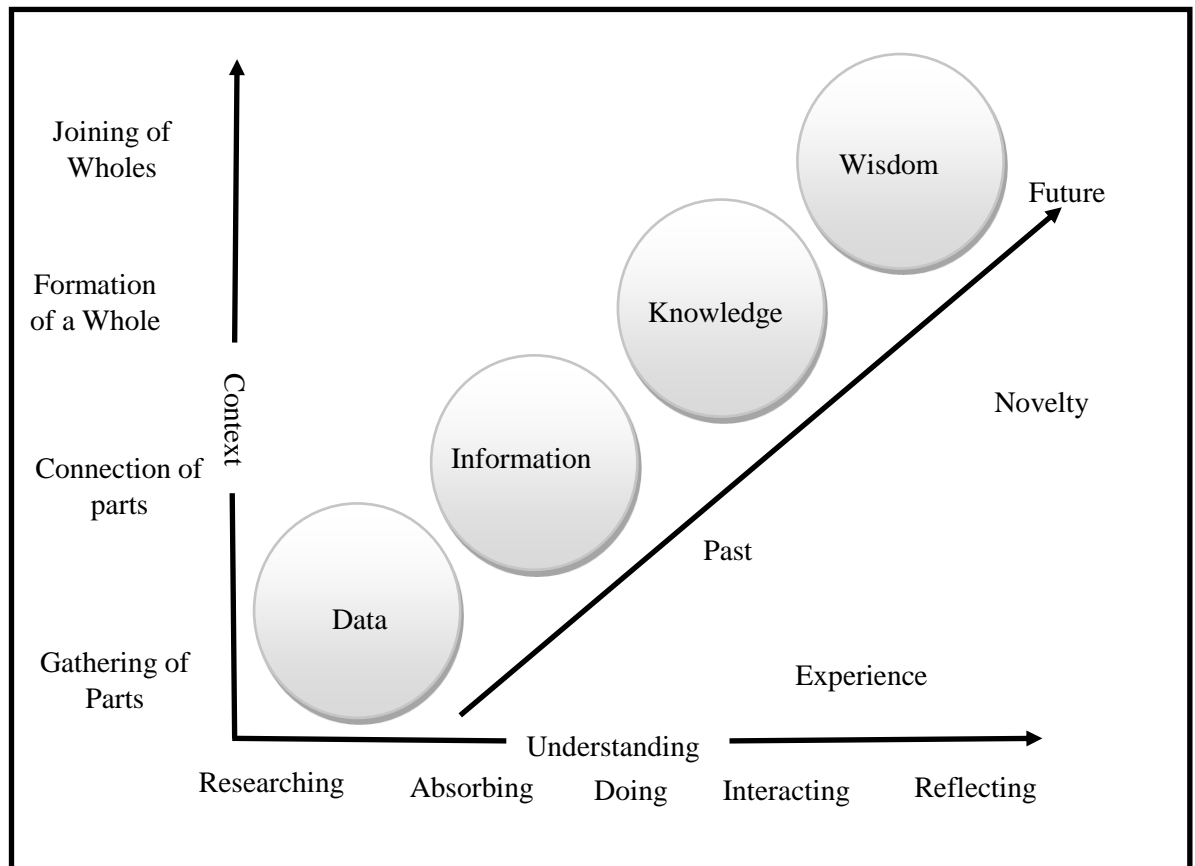 Joining of
Wholes
Wisdom
Future
Formation
of a Whole
Knowledge
Context
Novelty
Connection of
parts
Information
Past
Data
Gathering of
Parts
Experience
Understanding
Researching
Absorbing
Doing
Interacting
Reflecting